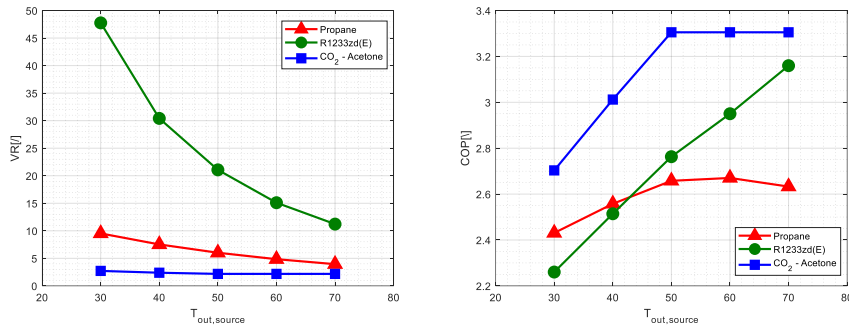 50
45
40
35
30
25
20
15
10
5
0
VR[/]
20 30 40 50 60 70 80
T_out,source
Propane
R1233zd(E)
CO2 - Acetone
3.4
3.2
3
2.8
2.6
2.4
2.2
COP[\]
20 30 40 50 60 70 80
T_out,source
Propane
R1233zd(E)
CO2 - Acetone